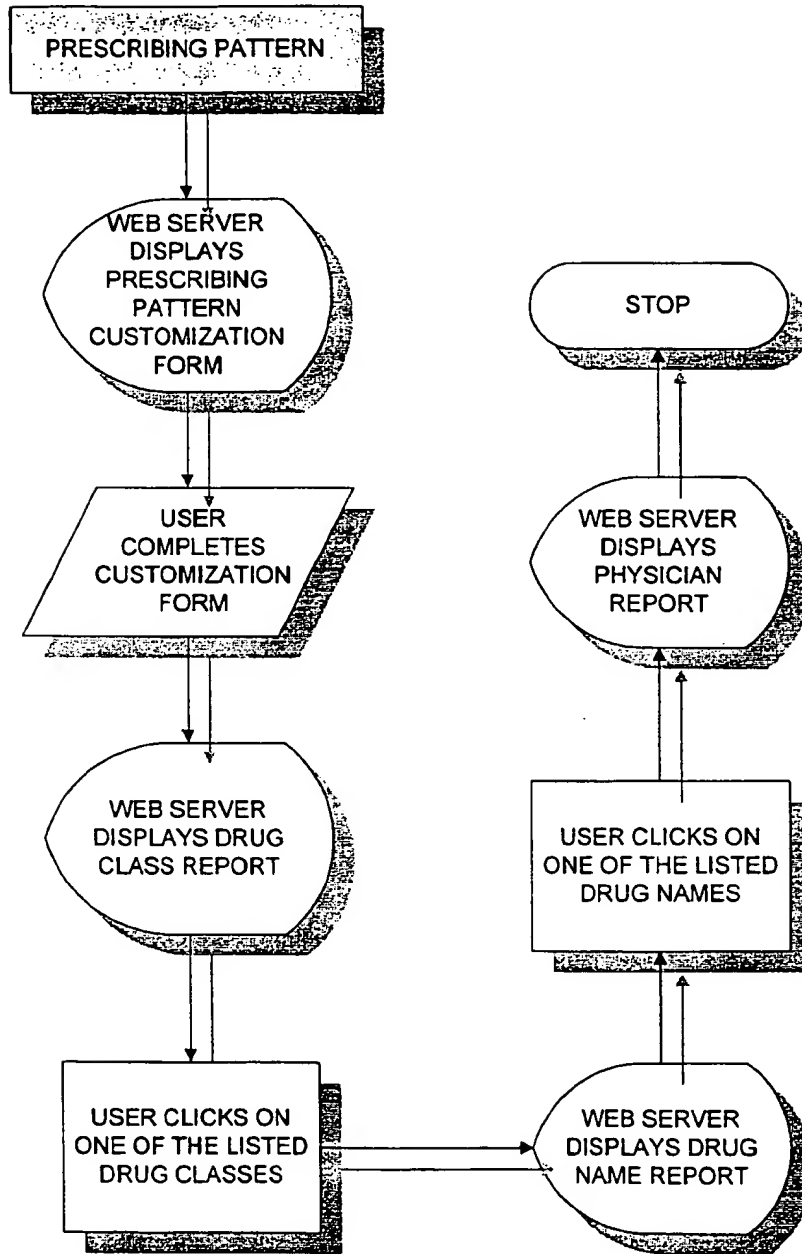 PRESCRIBING PATTERN
WEB SERVER
DISPLAYS
PRESCRIBING
PATTERN
CUSTOMIZATION
FORM
USER
COMPLETES
CUSTOMIZATION
FORM
WEB SERVER
DISPLAYS DRUG
CLASS REPORT
USER CLICKS ON
ONE OF THE LISTED
DRUG CLASSES
WEB SERVER
DISPLAYS DRUG
NAME REPORT
USER CLICKS ON
ONE OF THE LISTED
DRUG NAMES
WEB SERVER
DISPLAYS
PHYSICIAN
REPORT
STOP